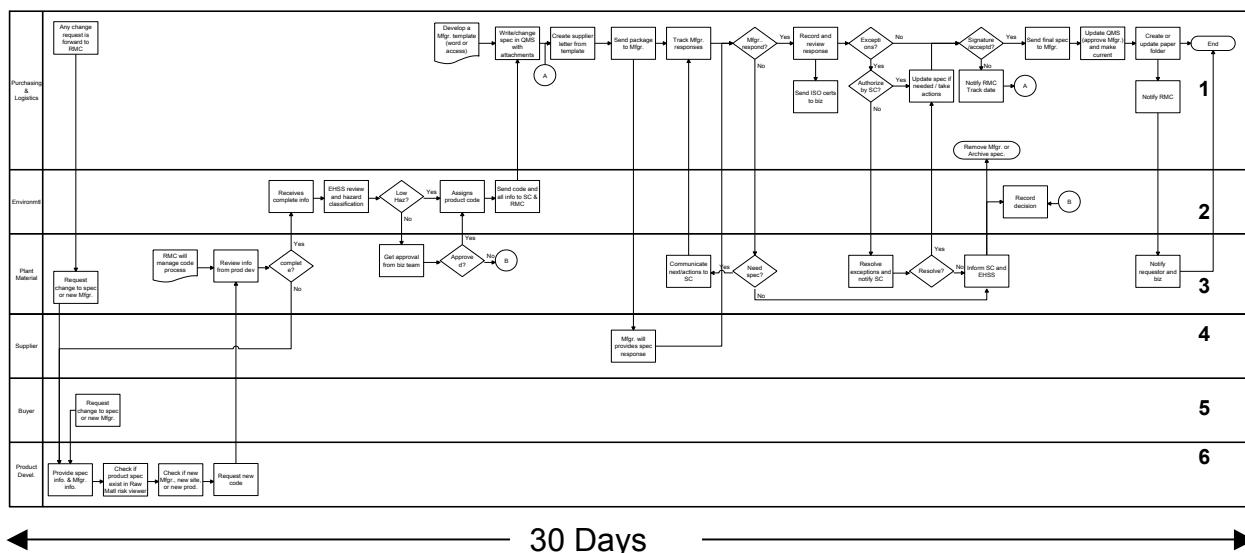 Purchasing
&
Logistics
Any change
request is
forward to
RMC
Develop a
Mfgr. template
(word or
access)
Write/change
spec in QMS
with
attachments
A
Create supplier
letter from
template
Send package
to Mfgr.
Track Mfgr.
responses
Mfgr.
respond?
Yes
No
Record and
review
response
Send ISO certs
to biz
Excepti
ons?
No
Yes
Authorize
by SC?
Yes
No
Update spec if
needed / take
actions
Signature
/acceptd?
Yes
No
Notify RMC
Track date
A
Send final spec
to Mfgr.
Update QMS
(approve Mfgr.)
and make
current
Create or
update paper
folder
Notify RMC
End
1
Remove Mfgr. or
Archive spec.
Environmtl
Receives
complete info
EHSS review
and hazard
classification
Low
Haz?
Yes
No
Assigns
product code
Send code and
all info to SC &
RMC
Record
decision
B
2
Plant
Material
Request
change to spec
or new Mfgr.
RMC will
manage code
process
Review info
from prod dev
complet
e?
Yes
No
Get approval
from biz team
Approve
d?
Yes
No
B
Communicate
next/actions to
SC
Yes
Need
spec?
No
Resolve
exceptions and
notify SC
Resolve?
Yes
No
Inform SC and
EHSS
Notify
requestor and
biz
3
Supplier
Mfgr. will
provides spec
response
4
Buyer
Request
change to spec
or new Mfgr.
5
Product
Devel.
Provide spec
info. & Mfgr.
info.
Check if
product spec
exist in Raw
Matl risk viewer
Check if new
Mfgr., new site,
or new prod.
Request new
code
6
30 Days